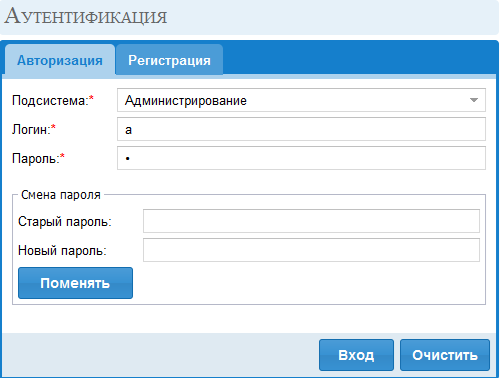 Аутентификация
Авторизация Регистрация
Подсистема:* Администрирование
Логин:* a
Пароль:* •
Смена пароля
Старый пароль:
Новый пароль:
Поменять
Вход Очистить